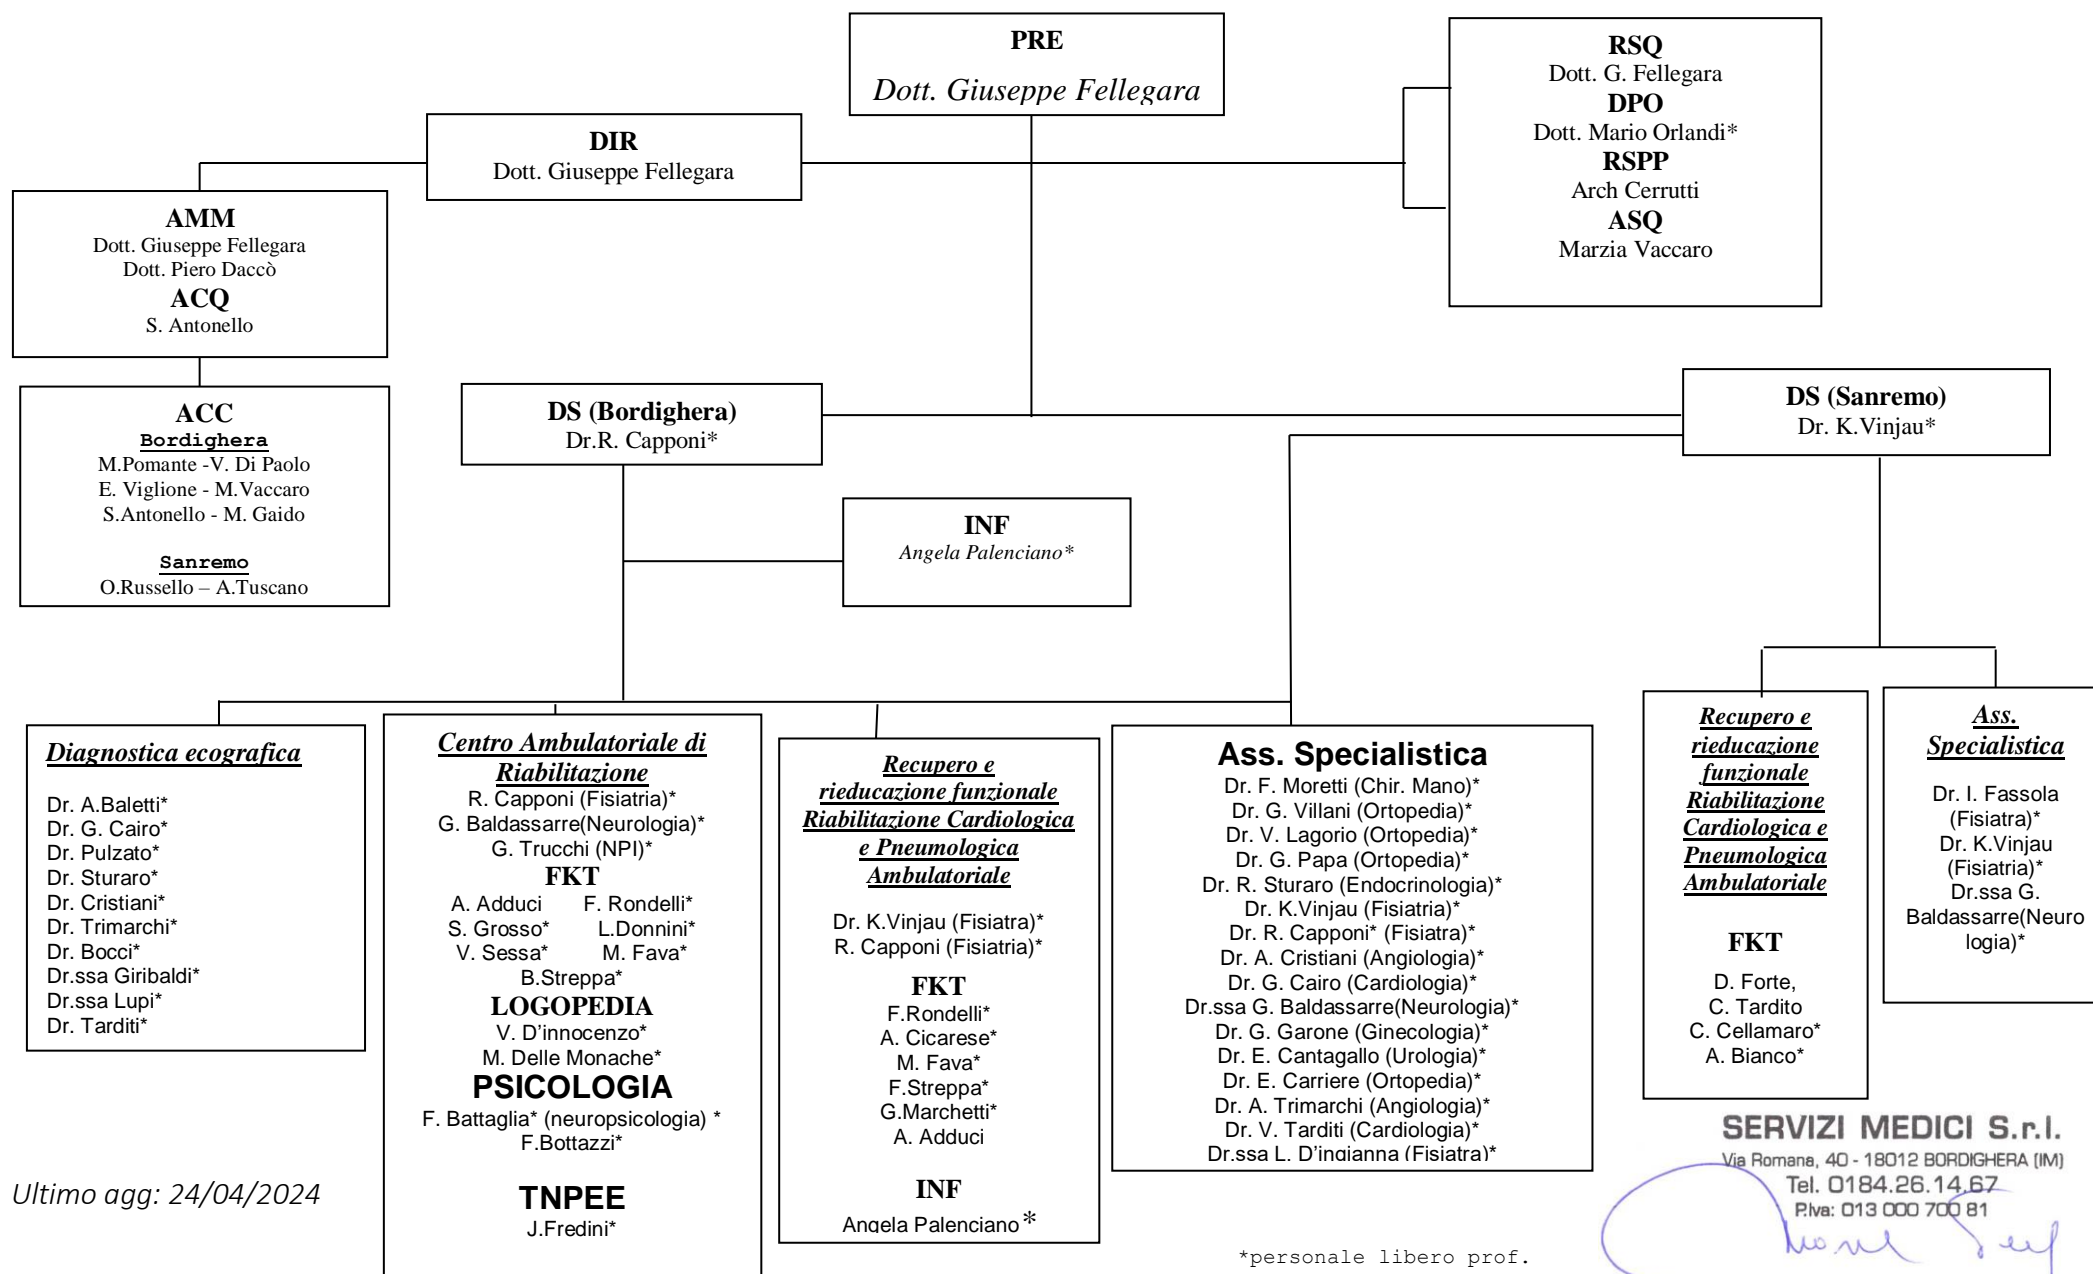 PRE
Dott. Giuseppe Fellegara
RSQ
Dott. G. Fellegara
DPO
Dott. Mario Orlandi*
RSPP
Arch Cerrutti
ASQ
Marzia Vaccaro
DIR
Dott. Giuseppe Fellegara
AMM
Dott. Giuseppe Fellegara
Dott. Piero Daccò
ACQ
S. Antonello
ACC
Bordighera
M.Pomante -V. Di Paolo
E. Viglione - M.Vaccaro
S.Antonello - M. Gaido
Sanremo
O.Russello – A.Tuscano
DS (Bordighera)
Dr.R. Capponi*
DS (Sanremo)
Dr. K.Vinjau*
INF
Angela Palenciano*
Diagnostica ecografica
Dr. A.Baletti*
Dr. G. Cairo*
Dr. Pulzato*
Dr. Sturaro*
Dr. Cristiani*
Dr. Trimarchi*
Dr. Bocci*
Dr.ssa Giribaldi*
Dr.ssa Lupi*
Dr. Tarditi*
Centro Ambulatoriale di
Riabilitazione
R. Capponi (Fisiatria)*
G. Baldassarre(Neurologia)*
G. Trucchi (NPI)*
FKT
A. Adduci F. Rondelli*
S. Grosso* L.Donnini*
V. Sessa* M. Fava*
B.Streppa*
LOGOPEDIA
V. D'innocenzo*
M. Delle Monache*
PSICOLOGIA
F. Battaglia* (neuropsicologia) *
F.Bottazzi*
TNPEE
J.Fredini*
Recupero e
rieducazione funzionale
Riabilitazione Cardiologica
e Pneumologica
Ambulatoriale
Dr. K.Vinjau (Fisiatra)*
R. Capponi (Fisiatria)*
FKT
F.Rondelli*
A. Cicarese*
M. Fava*
F.Streppa*
G.Marchetti*
A. Adduci
INF
Angela Palenciano*
Ass. Specialistica
Dr. F. Moretti (Chir. Mano)*
Dr. G. Villani (Ortopedia)*
Dr. V. Lagorio (Ortopedia)*
Dr. G. Papa (Ortopedia)*
Dr. R. Sturaro (Endocrinologia)*
Dr. K.Vinjau (Fisiatria)*
Dr. R. Capponi* (Fisiatra)*
Dr. A. Cristiani (Angiologia)*
Dr. G. Cairo (Cardiologia)*
Dr.ssa G. Baldassarre(Neurologia)*
Dr. G. Garone (Ginecologia)*
Dr. E. Cantagallo (Urologia)*
Dr. E. Carriere (Ortopedia)*
Dr. A. Trimarchi (Angiologia)*
Dr. V. Tarditi (Cardiologia)*
Dr.ssa L. D'ingianna (Fisiatra)*
Recupero e
rieducazione
funzionale
Riabilitazione
Cardiologica e
Pneumologica
Ambulatoriale
FKT
D. Forte,
C. Tardito
C. Cellamaro*
A. Bianco*
Ass.
Specialistica
Dr. I. Fassola
(Fisiatra)*
Dr. K.Vinjau
(Fisiatria)*
Dr.ssa G.
Baldassarre(Neuro
logia)*
SERVIZI MEDICI S.r.l.
Via Romana, 40 - 18012 BORDIGHERA (IM)
Tel. 0184.26.14.67
P.Iva: 013 000 700 81
Ultimo agg: 24/04/2024
*personale libero prof.